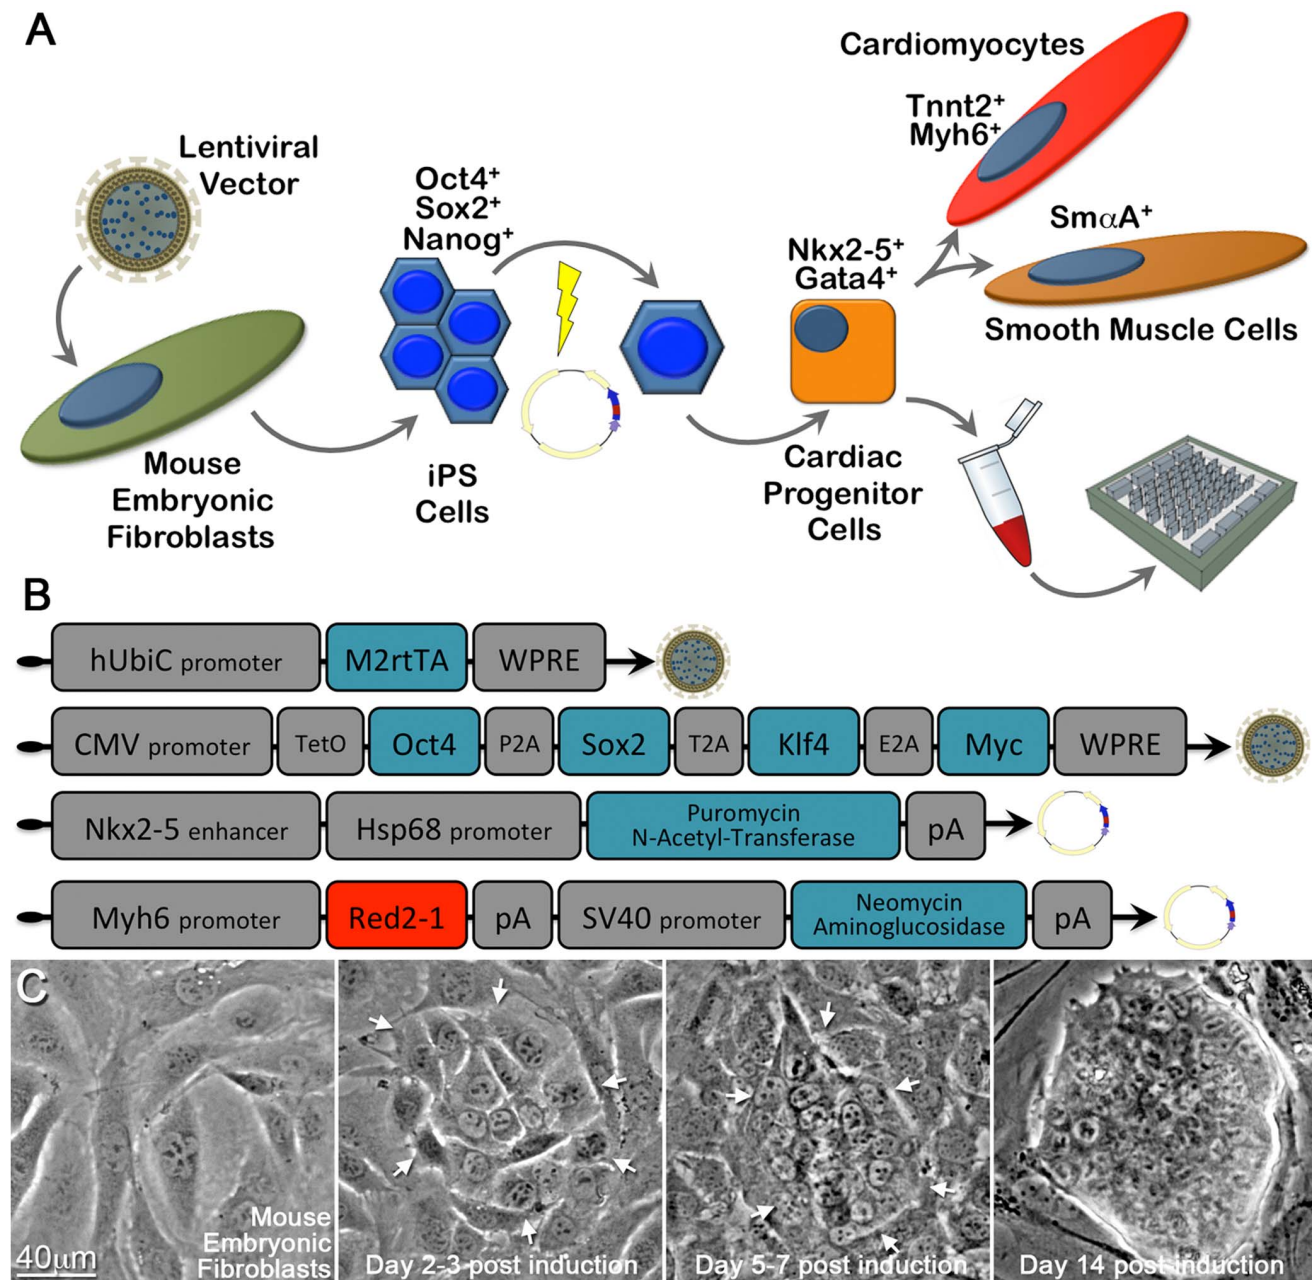 A
Lentiviral
Vector
Mouse
Embryonic
Fibroblasts
Oct4⁺
Sox2⁺
Nanog⁺
iPS
Cells
Nkx2-5⁺
Gata4⁺
Cardiac
Progenitor
Cells
Cardiomyocytes
Tnnt2⁺
Myh6⁺
SmαA⁺
Smooth Muscle Cells
B
hUbiC promoter M2rtTA WPRE
CMV promoter TetO Oct4 P2A Sox2 T2A Klf4 E2A Myc WPRE
Nkx2-5 enhancer Hsp68 promoter Puromycin
N-Acetyl-Transferase pA
Myh6 promoter Red2-1 pA SV40 promoter Neomycin
Aminoglucosidase pA
C
40µm
Mouse
Embryonic
Fibroblasts
Day 2-3 post induction
Day 5-7 post induction
Day 14 post induction